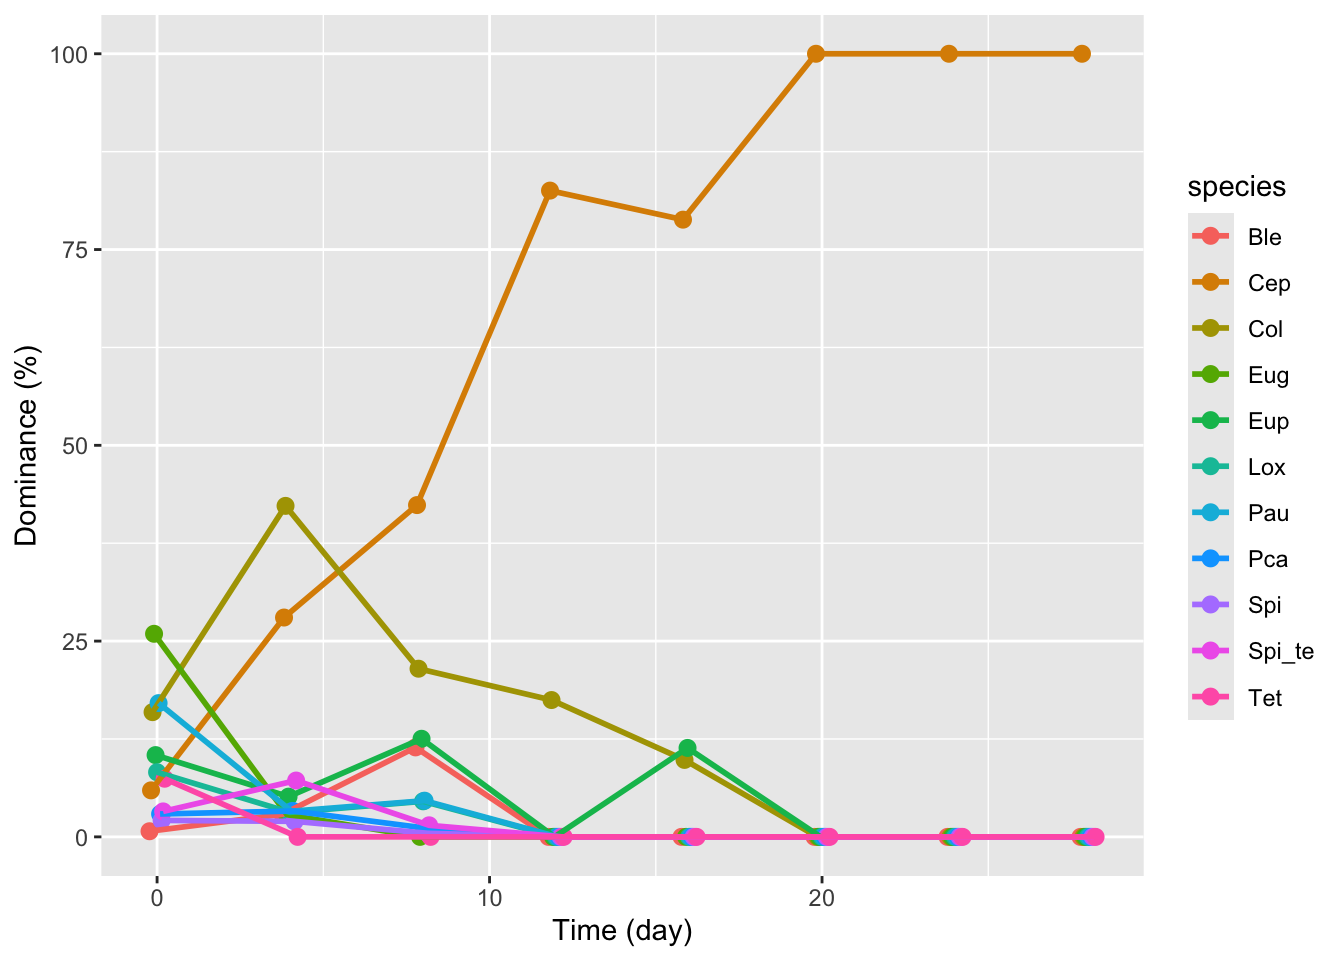 100
75
50
25
0
Dominance (%)
0
10
20
Time (day)
species
Ble
Cep
Col
Eug
Eup
Lox
Pau
Pca
Spi
Spi_te
Tet